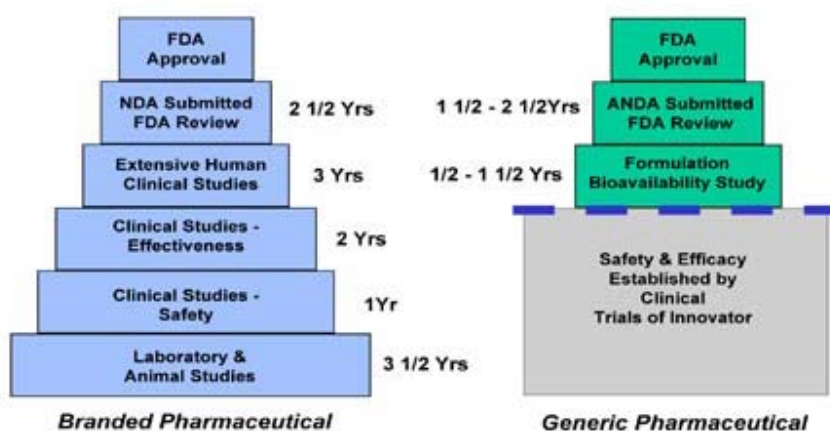 FDA
Approval
NDA Submitted
FDA Review
2 1/2 Yrs
Extensive Human
Clinical Studies
3 Yrs
Clinical Studies -
Effectiveness
2 Yrs
Clinical Studies -
Safety
1Yr
Laboratory &
Animal Studies
3 1/2 Yrs
Branded Pharmaceutical
FDA
Approval
1 1/2 - 2 1/2Yrs
ANDA Submitted
FDA Review
1/2 - 1 1/2 Yrs
Formulation
Bioavailability Study
Safety & Efficacy
Established by
Clinical
Trials of Innovator
Generic Pharmaceutical